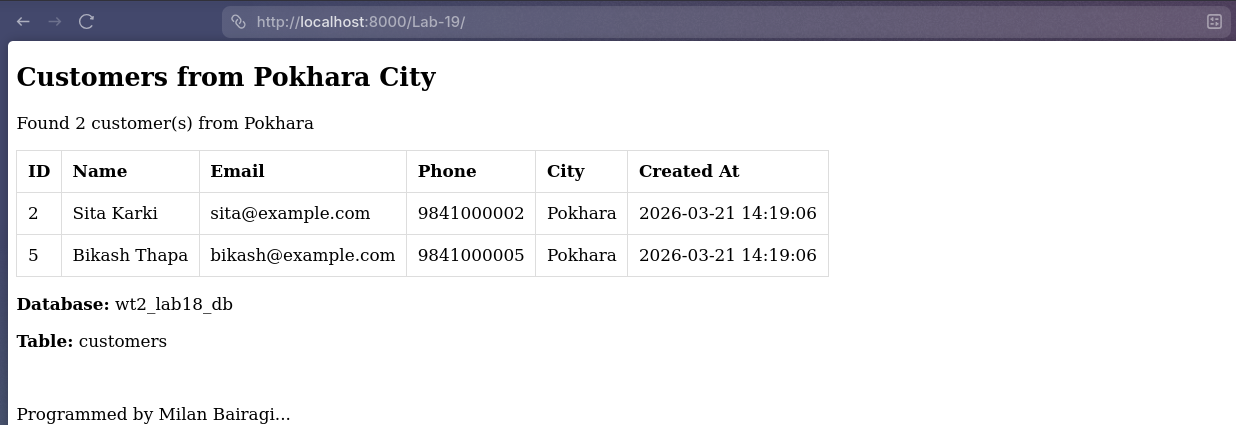 http://localhost:8000/Lab-19/
Customers from Pokhara City
Found 2 customer(s) from Pokhara
ID Name Email Phone City Created At
2 Sita Karki sita@example.com 9841000002 Pokhara 2026-03-21 14:19:06
5 Bikash Thapa bikash@example.com 9841000005 Pokhara 2026-03-21 14:19:06
Database: wt2_lab18_db
Table: customers
Programmed by Milan Bairagi...